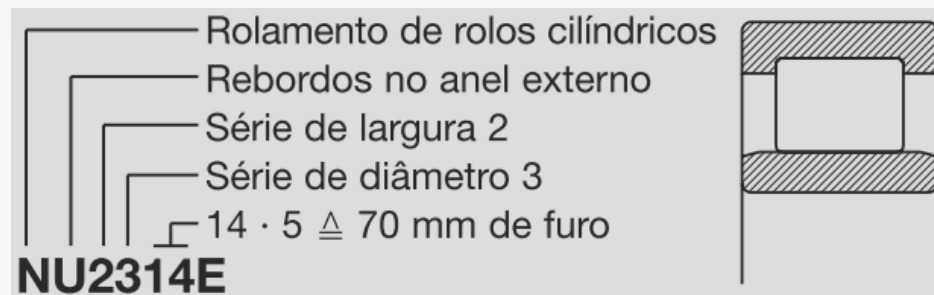 Rolamento de rolos cilíndricos
Rebordos no anel externo
Série de largura 2
Série de diâmetro 3
14 · 5 ≙ 70 mm de furo
NU2314E